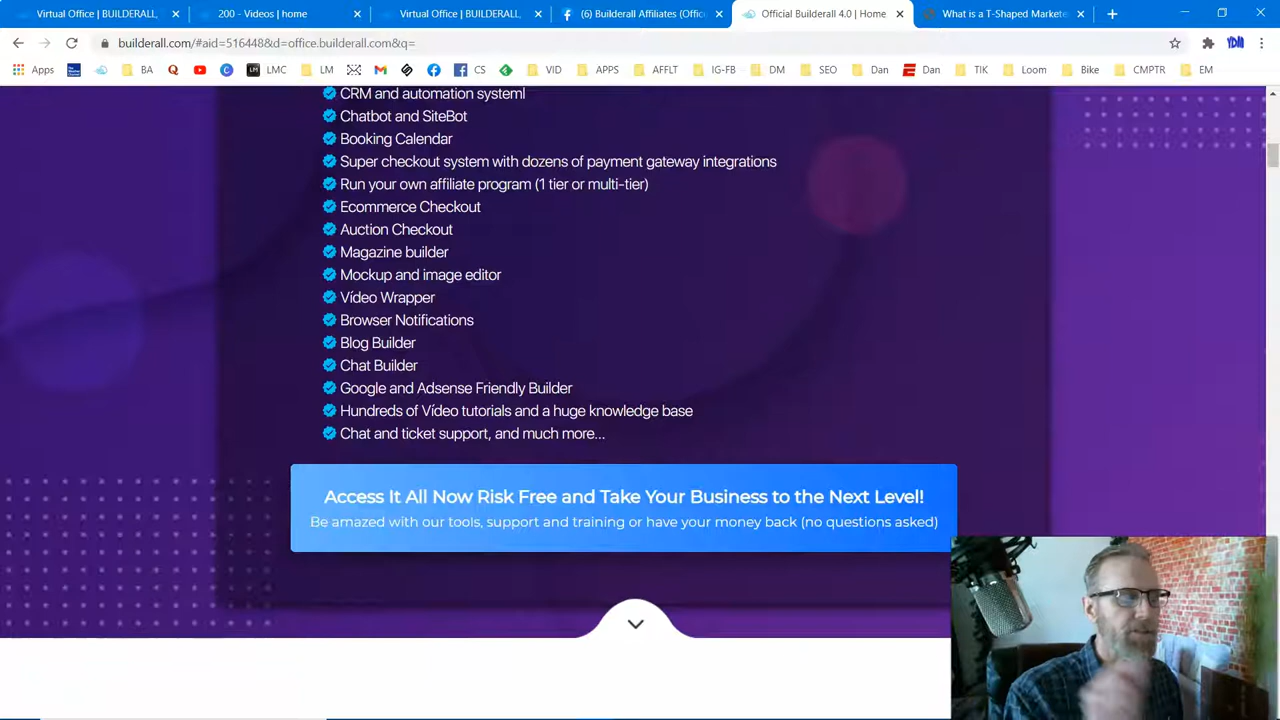 Virtual Office | BUILDERALL
200 - Videos | home
Virtual Office | BUILDERALL
(6) Builderall Affiliates (Offic
Official Builderall 4.0 | Home
What is a T-Shaped Markete
builderall.com/#aid=516448&d=office.builderall.com&q=
Apps
BA
LMC
LM
CS
VID
APPS
AFFLT
IG-FB
DM
SEO
Dan
Dan
TIK
Loom
Bike
CMPTR
EM
CRM and automation systeml
Chatbot and SiteBot
Booking Calendar
Super checkout system with dozens of payment gateway integrations
Run your own affiliate program (1 tier or multi-tier)
Ecommerce Checkout
Auction Checkout
Magazine builder
Mockup and image editor
Vídeo Wrapper
Browser Notifications
Blog Builder
Chat Builder
Google and Adsense Friendly Builder
Hundreds of Vídeo tutorials and a huge knowledge base
Chat and ticket support, and much more...
Access It All Now Risk Free and Take Your Business to the Next Level!
Be amazed with our tools, support and training or have your money back (no questions asked)